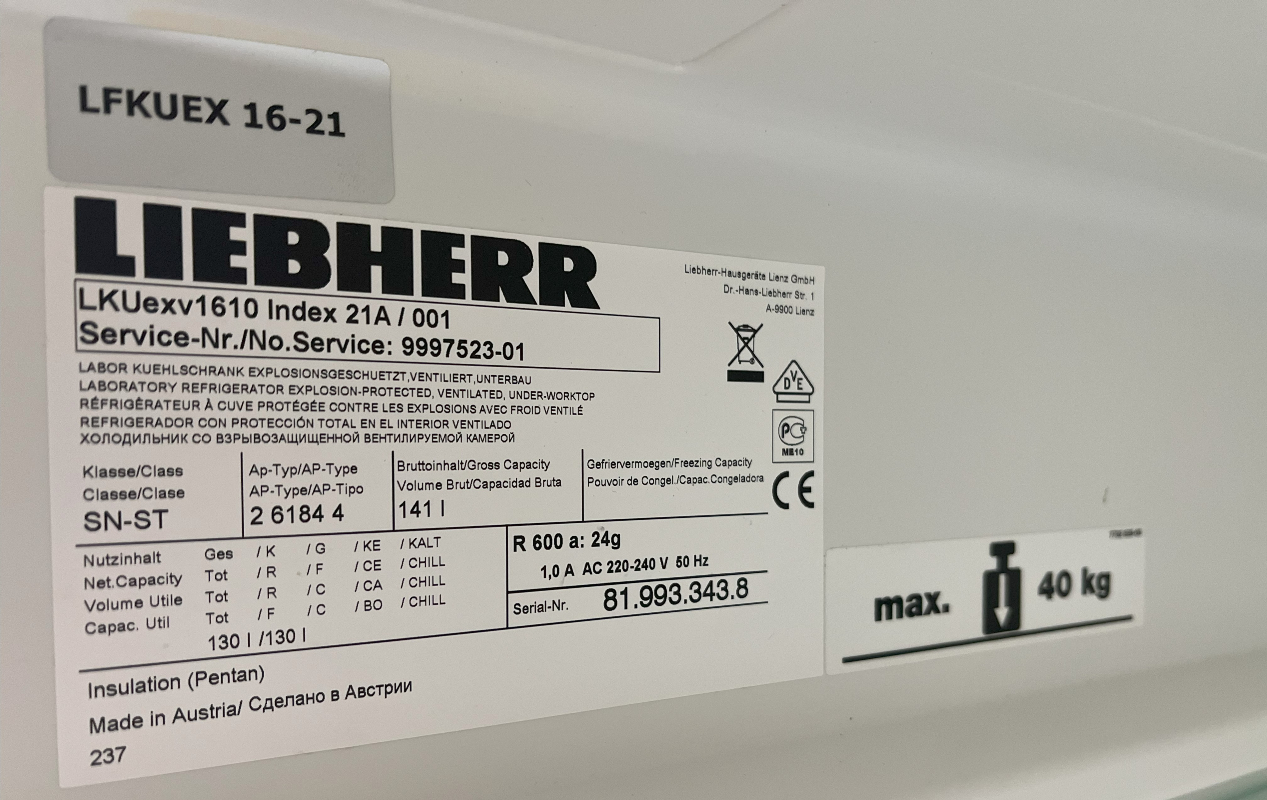 LFKUEX 16-21
LIEBHERR
Liebherr-Hausgeräte Lienz GmbH
Dr.-Hans-Liebherr Str. 1
A-9900 Lienz
LKUexv1610 Index 21A / 001
Service-Nr./No.Service: 9997523-01
LABOR KUEHLSCHRANK EXPLOSIONSGESCHUETZT,VENTILIERT,UNTERBAU
LABORATORY REFRIGERATOR EXPLOSION-PROTECTED, VENTILATED, UNDER-WORKTOP
RÉFRIGÉRATEUR À CUVE PROTÉGÉE CONTRE LES EXPLOSIONS AVEC FROID VENTILÉ
REFRIGERADOR CON PROTECCIÓN TOTAL EN EL INTERIOR VENTILADO
ХОЛОДИЛЬНИК СО ВЗРЫВОЗАЩИЩЕННОЙ ВЕНТИЛИРУЕМОЙ КАМЕРОЙ
DVE
PC
ME10
CE
Klasse/Class
Classe/Clase
SN-ST
Ap-Typ/AP-Type
AP-Type/AP-Tipo
2 6184 4
Bruttoinhalt/Gross Capacity
Volume Brut/Capacidad Bruta
141 l
Gefriervermoegen/Freezing Capacity
Pouvoir de Congel./Capac.Congeladora
Nutzinhalt Ges / K / G / KE / KALT
Net.Capacity Tot / R / F / CE / CHILL
Volume Utile Tot / R / C / CA / CHILL
Capac. Util Tot / F / C / BO / CHILL
130 l /130 l
R 600 a: 24g
1,0 A AC 220-240 V 50 Hz
Serial-Nr. 81.993.343.8
Insulation (Pentan)
Made in Austria/ Сделано в Австрии
237
max. 40 kg